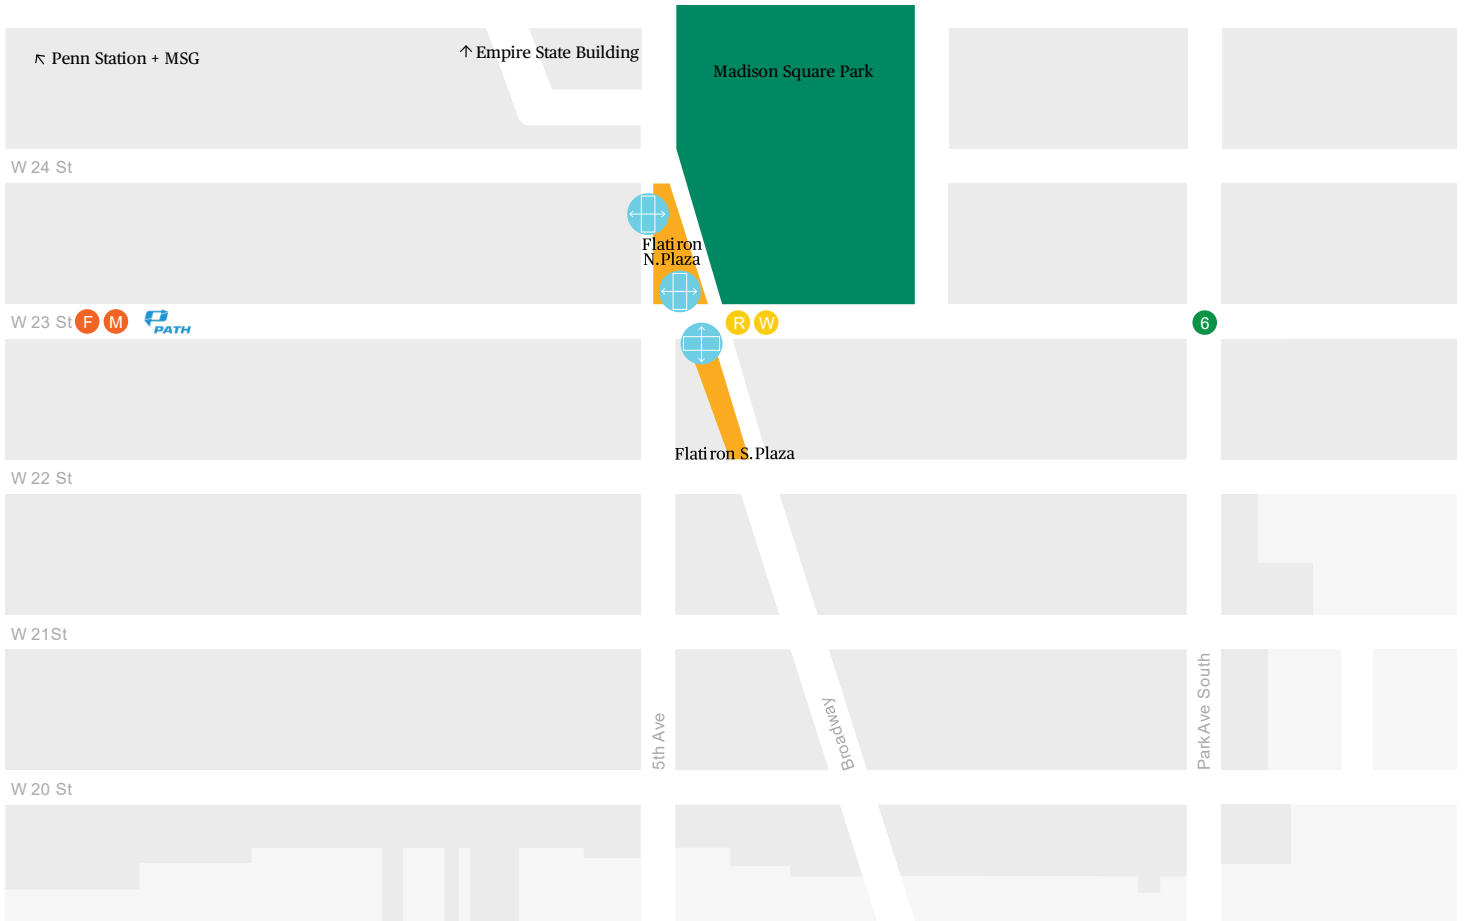 ↖ Penn Station + MSG
↑ Empire State Building
Madison Square Park
W 24 St
Flatiron
N.Plaza
W 23 St F M PATH
R W
6
Flatiron S. Plaza
W 22 St
W 21St
Park Ave South
Broadway
5th Ave
W 20 St